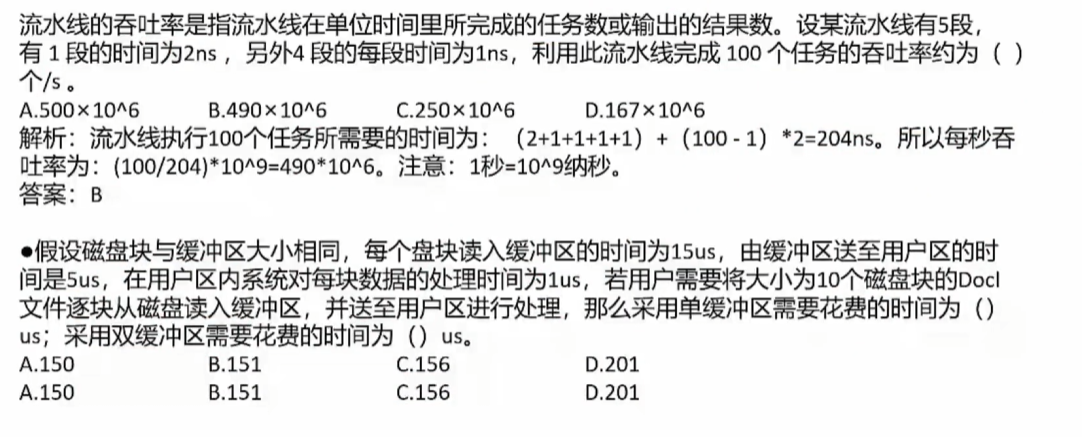 流水线的吞吐率是指流水线在单位时间里所完成的任务数或输出的结果数。设某流水线有5段，
有 1 段的时间为2ns ，另外4 段的每段时间为1ns，利用此流水线完成 100 个任务的吞吐率约为（ ）
个/s 。
A.500×10^6 B.490×10^6 C.250×10^6 D.167×10^6
解析：流水线执行100个任务所需要的时间为：（2+1+1+1+1）+（100 - 1）*2=204ns。所以每秒吞
吐率为：(100/204)*10^9=490*10^6。注意：1秒=10^9纳秒。
答案：B
●假设磁盘块与缓冲区大小相同，每个盘块读入缓冲区的时间为15us，由缓冲区送至用户区的时
间是5us，在用户区内系统对每块数据的处理时间为1us，若用户需要将大小为10个磁盘块的Docl
文件逐块从磁盘读入缓冲区，并送至用户区进行处理，那么采用单缓冲区需要花费的时间为（）
us；采用双缓冲区需要花费的时间为（）us。
A.150 B.151 C.156 D.201
A.150 B.151 C.156 D.201